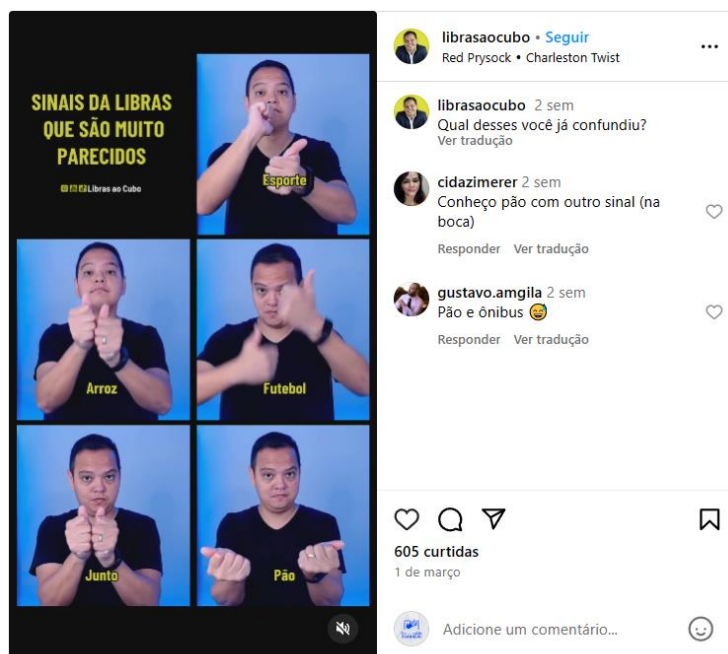 SINAIS DA LIBRAS
QUE SÃO MUITO
PARECIDOS
Libras ao Cubo
Esporte
Arroz
Futebol
Junto
Pão
librasaocubo • Seguir
Red Prysock • Charleston Twist
librasaocubo 2 sem
Qual desses você já confundiu?
Ver tradução
cidazimerer 2 sem
Conheço pão com outro sinal (na
boca)
Responder Ver tradução
gustavo.amgila 2 sem
Pão e ônibus 😅
Responder Ver tradução
605 curtidas
1 de março
Adicione um comentário...